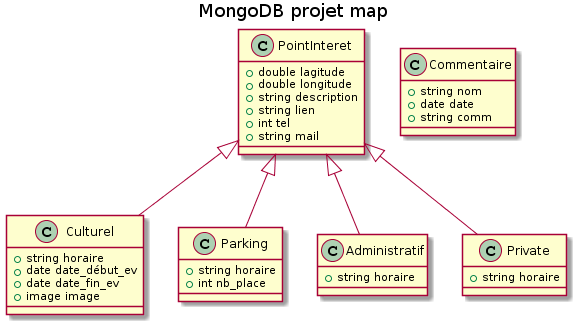 MongoDB projet map
C PointInteret
double lagitude
double longitude
string description
string lien
int tel
string mail
C Commentaire
string nom
date date
string comm
C Culturel
string horaire
date date_début_ev
date date_fin_ev
image image
C Parking
string horaire
int nb_place
C Administratif
string horaire
C Private
string horaire